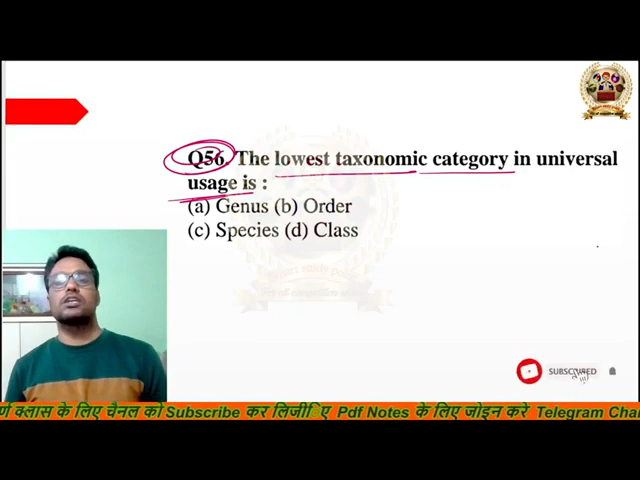 Q56. The lowest taxonomic category in universal
usage is :
(a) Genus (b) Order
(c) Species (d) Class
SUBSCRIBED
र्ण क्लास के लिए चैनल को Subscribe कर लिजीिए Pdf Notes के लिए जोइन करे Telegram Chan